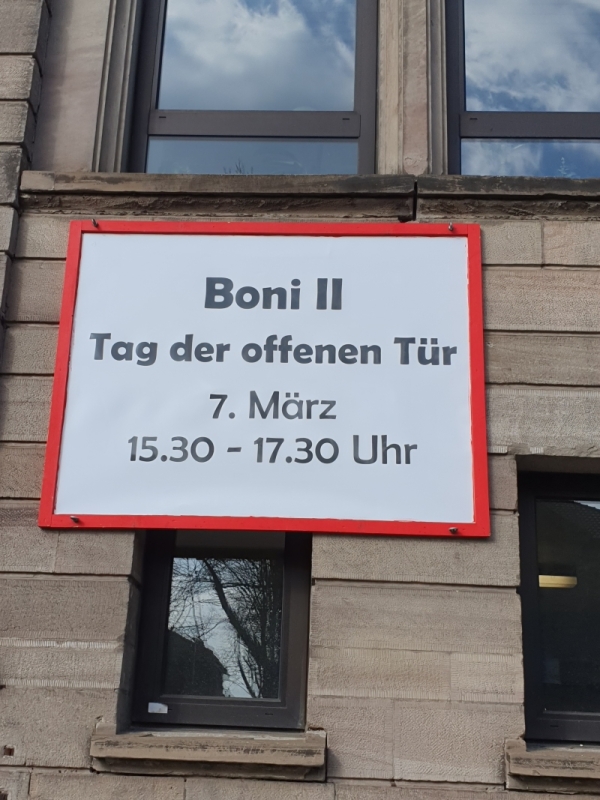 Boni II
Tag der offenen Tür
7. März
15.30 - 17.30 Uhr